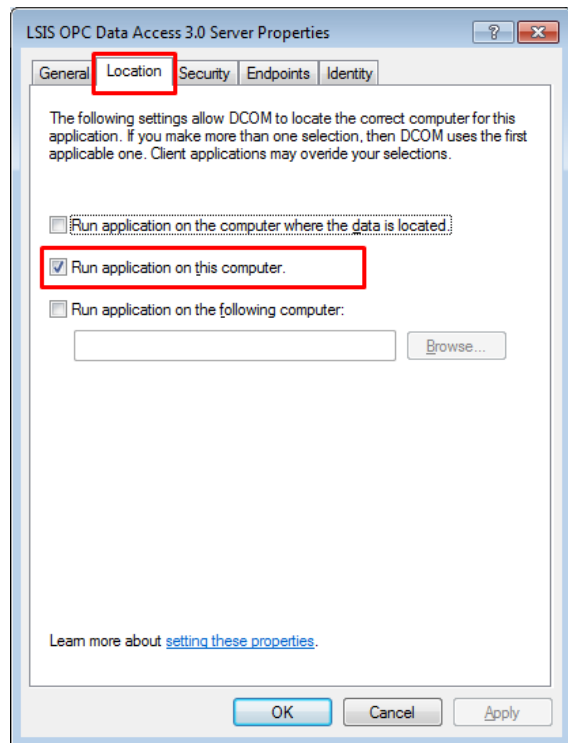 LSIS OPC Data Access 3.0 Server Properties
General Location Security Endpoints Identity
The following settings allow DCOM to locate the correct computer for this
application. If you make more than one selection, then DCOM uses the first
applicable one. Client applications may overide your selections.
Run application on the computer where the data is located.
Run application on this computer.
Run application on the following computer:
Browse...
Learn more about setting these properties.
OK Cancel Apply